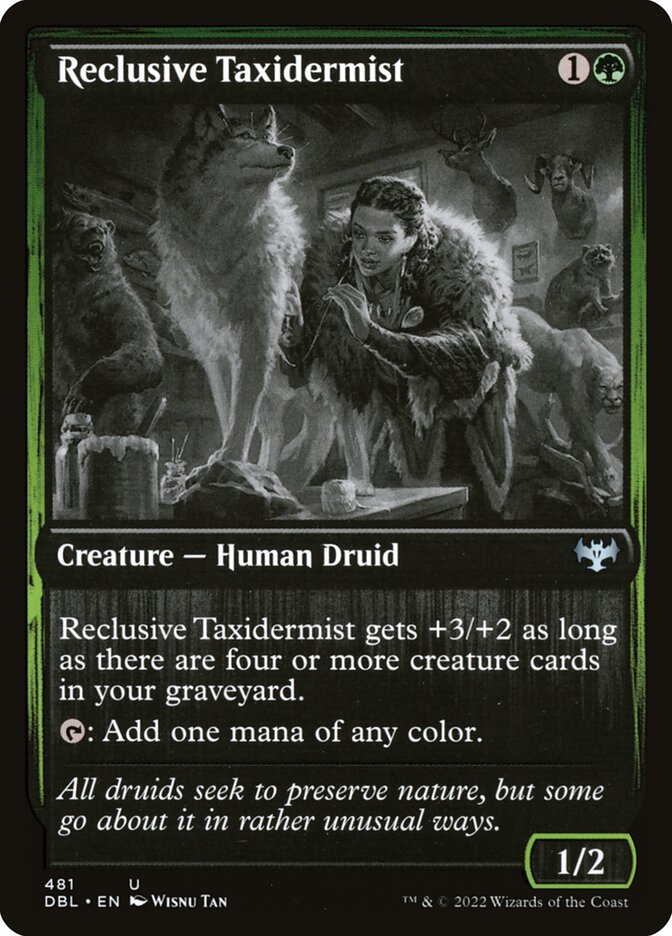 Reclusive Taxidermist 1
Creature — Human Druid
Reclusive Taxidermist gets +3/+2 as long
as there are four or more creature cards
in your graveyard.
: Add one mana of any color.
All druids seek to preserve nature, but some
go about it in rather unusual ways.
1/2
481 U
DBL • EN Wisnu Tan ™ & © 2022 Wizards of the Coast